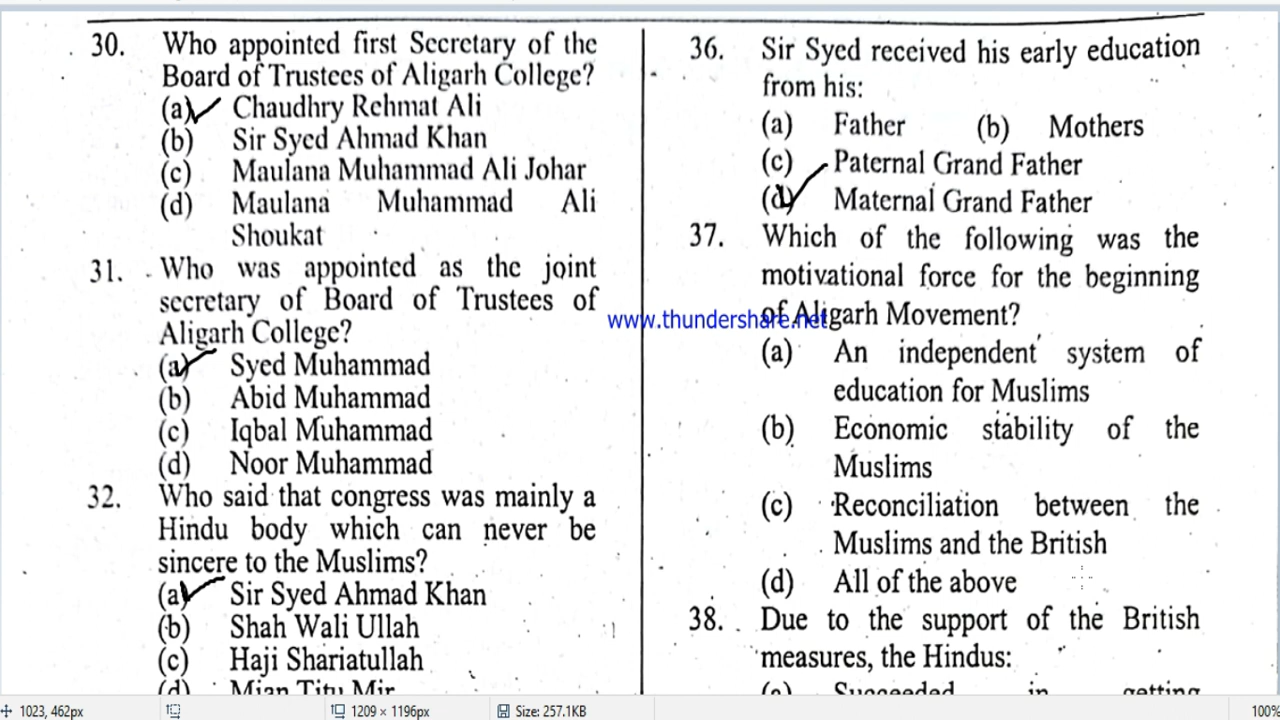 30. Who appointed first Secretary of the
Board of Trustees of Aligarh College?
(a) Chaudhry Rehmat Ali
(b) Sir Syed Ahmad Khan
(c) Maulana Muhammad Ali Johar
(d) Maulana Muhammad Ali
Shoukat
31. Who was appointed as the joint
secretary of Board of Trustees of
Aligarh College?
(a) Syed Muhammad
(b) Abid Muhammad
(c) Iqbal Muhammad
(d) Noor Muhammad
32. Who said that congress was mainly a
Hindu body which can never be
sincere to the Muslims?
(a) Sir Syed Ahmad Khan
(b) Shah Wali Ullah
(c) Haji Shariatullah
(d) Mian Titu Mir
36. Sir Syed received his early education
from his:
(a) Father (b) Mothers
(c) Paternal Grand Father
(d) Maternal Grand Father
37. Which of the following was the
motivational force for the beginning
of Aligarh Movement?
www.thundershare.net
(a) An independent system of
education for Muslims
(b) Economic stability of the
Muslims
(c) Reconciliation between the
Muslims and the British
(d) All of the above
38. Due to the support of the British
measures, the Hindus:
(a) Succeeded in getting
1023, 462px
1209 × 1196px
Size: 257.1KB
100%